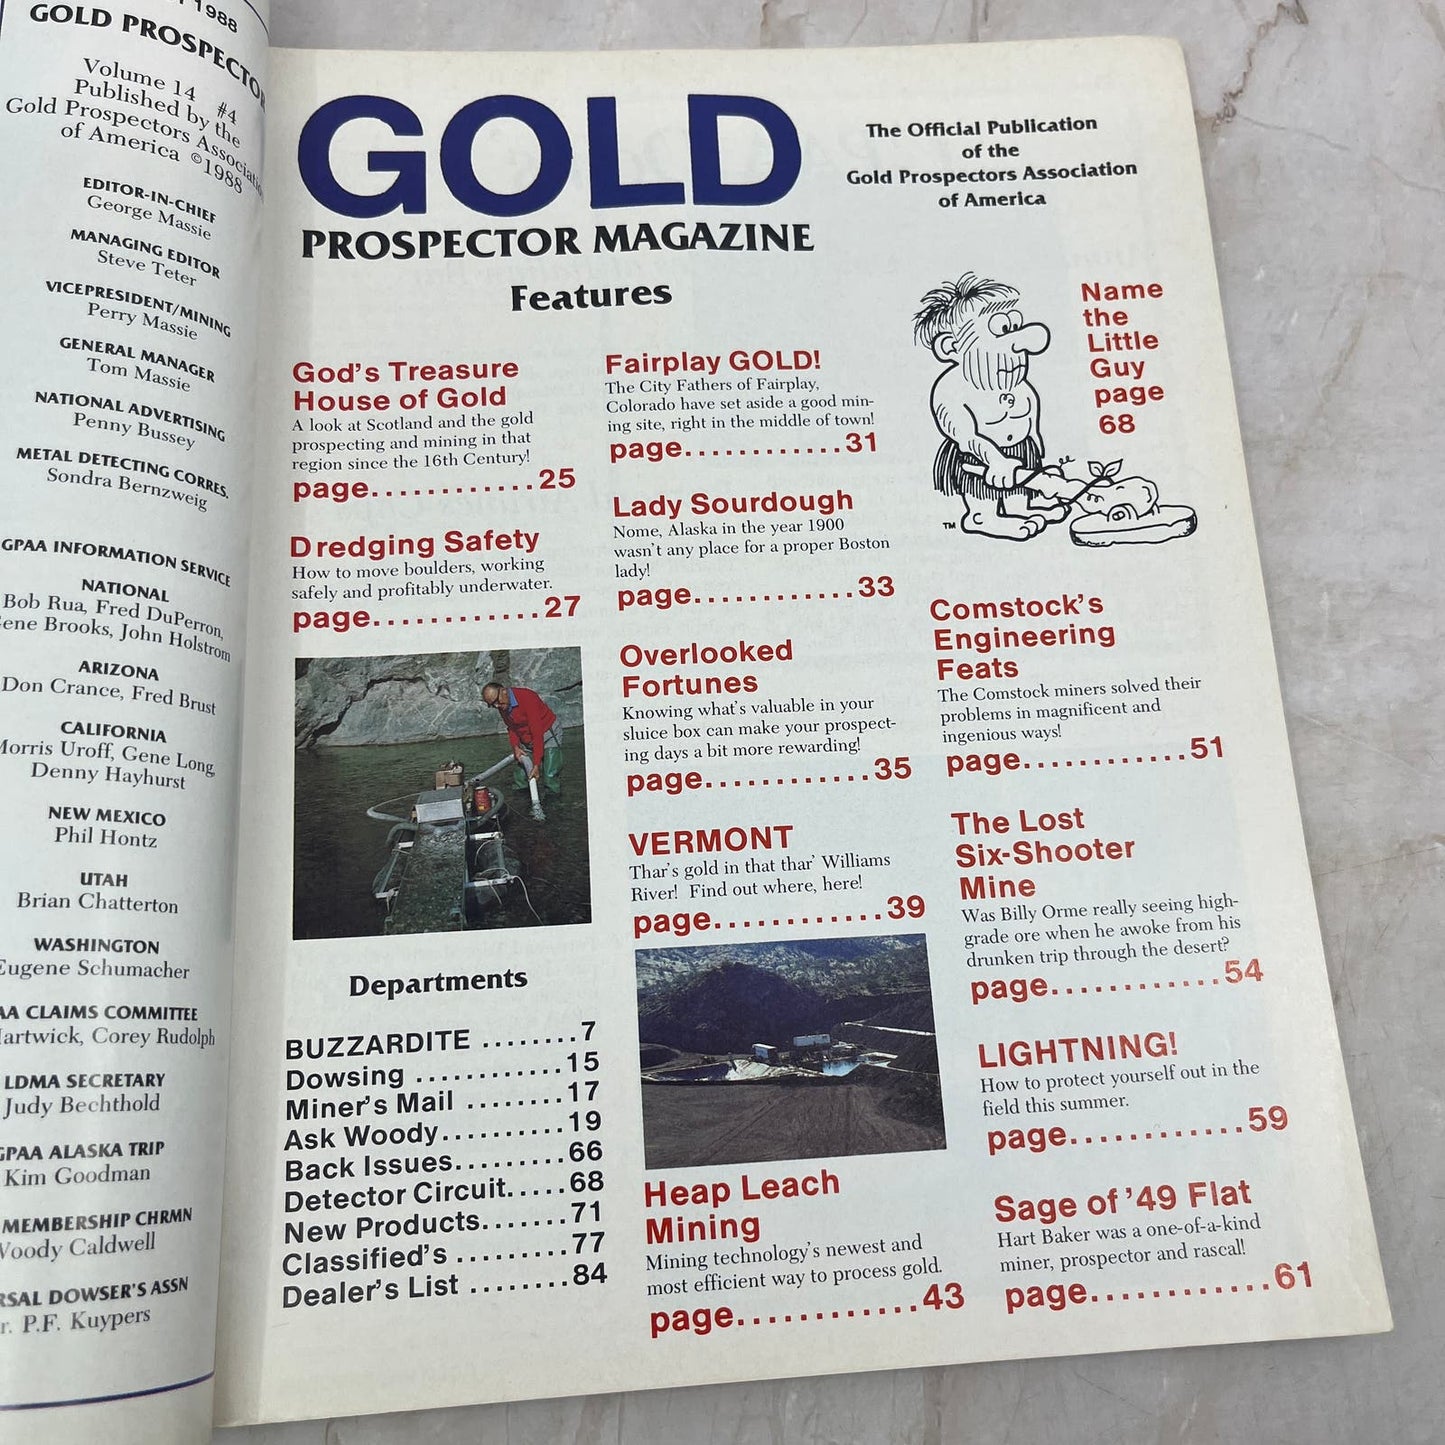 1988
GOLD PROSPECTOR
Volume 14 #4
Published by the
Gold Prospectors Association
of America ©1988
EDITOR-IN-CHIEF
George Massie
MANAGING EDITOR
Steve Teter
VICEPRESIDENT/MINING
Perry Massie
GENERAL MANAGER
Tom Massie
NATIONAL ADVERTISING
Penny Bussey
METAL DETECTING CORRES.
Sondra Bernzweig
GPAA INFORMATION SERVICE
NATIONAL
Bob Rua, Fred DuPerron,
Gene Brooks, John Holstrom
ARIZONA
Don Crance, Fred Brust
CALIFORNIA
Morris Uroff, Gene Long,
Denny Hayhurst
NEW MEXICO
Phil Hontz
UTAH
Brian Chatterton
WASHINGTON
Eugene Schumacher
AA CLAIMS COMMITTEE
Hartwick, Corey Rudolph
LDMA SECRETARY
Judy Bechthold
GPAA ALASKA TRIP
Kim Goodman
MEMBERSHIP CHRMN
Woody Caldwell
RSAL DOWSER'S ASSN
r. P.F. Kuypers
GOLD
PROSPECTOR MAGAZINE
The Official Publication
of the
Gold Prospectors Association
of America
Features
God's Treasure
House of Gold
A look at Scotland and the gold
prospecting and mining in that
region since the 16th Century!
page............25
Dredging Safety
How to move boulders, working
safely and profitably underwater.
page............27
Departments
BUZZARDITE ........7
Dowsing ............15
Miner's Mail ........17
Ask Woody..........19
Back Issues.........66
Detector Circuit.....68
New Products.......71
Classified's .........77
Dealer's List ........84
Fairplay GOLD!
The City Fathers of Fairplay,
Colorado have set aside a good min-
ing site, right in the middle of town!
page............31
Lady Sourdough
Nome, Alaska in the year 1900
wasn't any place for a proper Boston
lady!
page............33
Overlooked
Fortunes
Knowing what's valuable in your
sluice box can make your prospect-
ing days a bit more rewarding!
page............35
VERMONT
Thar's gold in that thar' Williams
River! Find out where, here!
page............39
Heap Leach
Mining
Mining technology's newest and
most efficient way to process gold.
page............43
Name
the
Little
Guy
page
68
TM
Comstock's
Engineering
Feats
The Comstock miners solved their
problems in magnificent and
ingenious ways!
page............51
The Lost
Six-Shooter
Mine
Was Billy Orme really seeing high-
grade ore when he awoke from his
drunken trip through the desert?
page............54
LIGHTNING!
How to protect yourself out in the
field this summer.
page............59
Sage of '49 Flat
Hart Baker was a one-of-a-kind
miner, prospector and rascal!
page............61